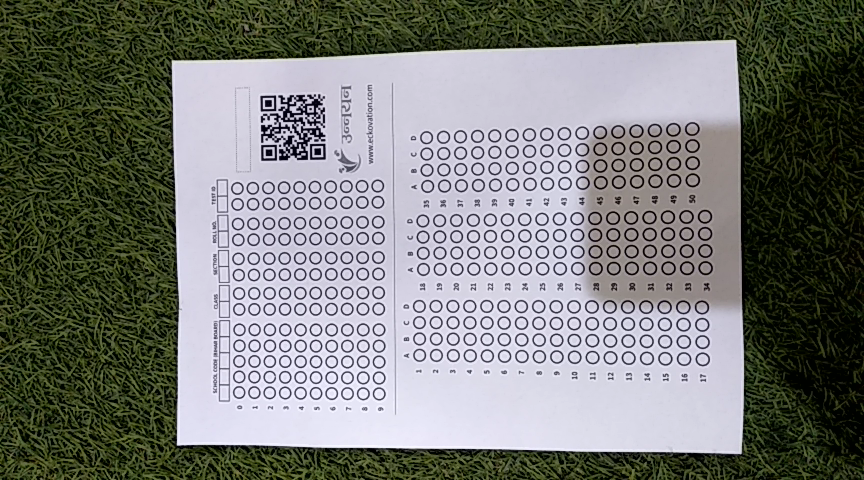 उन्नयन
www.eckovation.com
SCHOOL CODE (BIHAR BOARD) CLASS SECTION ROLL NO. TEST ID
0
1
2
3
4
5
6
7
8
9
A B C D A B C D A B C D
1 18 35
2 19 36
3 20 37
4 21 38
5 22 39
6 23 40
7 24 41
8 25 42
9 26 43
10 27 44
11 28 45
12 29 46
13 30 47
14 31 48
15 32 49
16 33 50
17 34